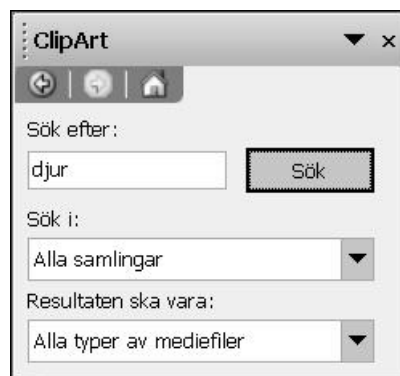 ClipArt
Sök efter:
djur Sök
Sök i:
Alla samlingar
Resultaten ska vara:
Alla typer av mediefiler